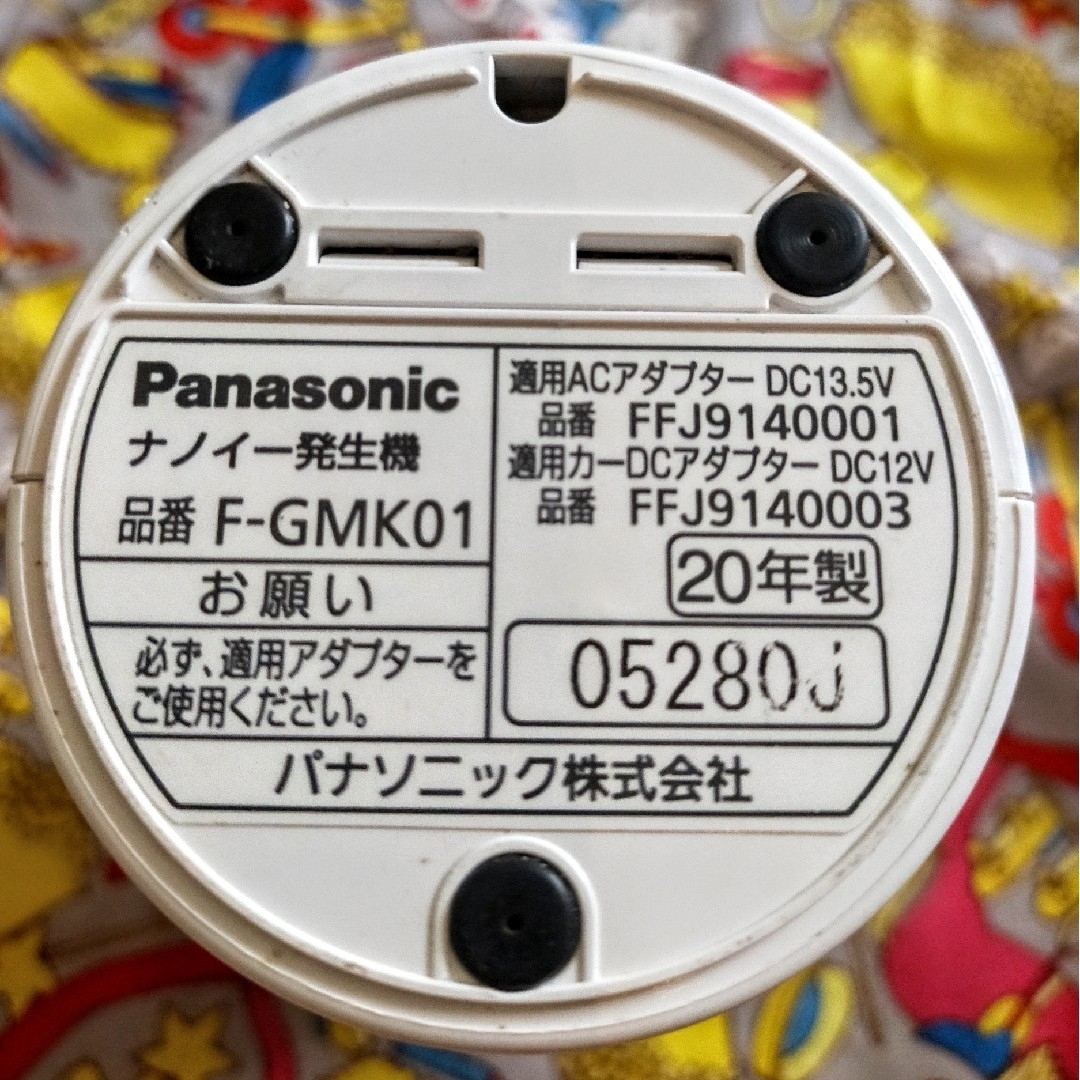 Panasonic
ナノイー発生機
品番 F-GMK01
お願い
必ず、適用アダプターを
ご使用ください。
適用ACアダプター DC13.5V
品番 FFJ9140001
適用カーDCアダプター DC12V
品番 FFJ9140003
20年製
05280J
パナソニック株式会社